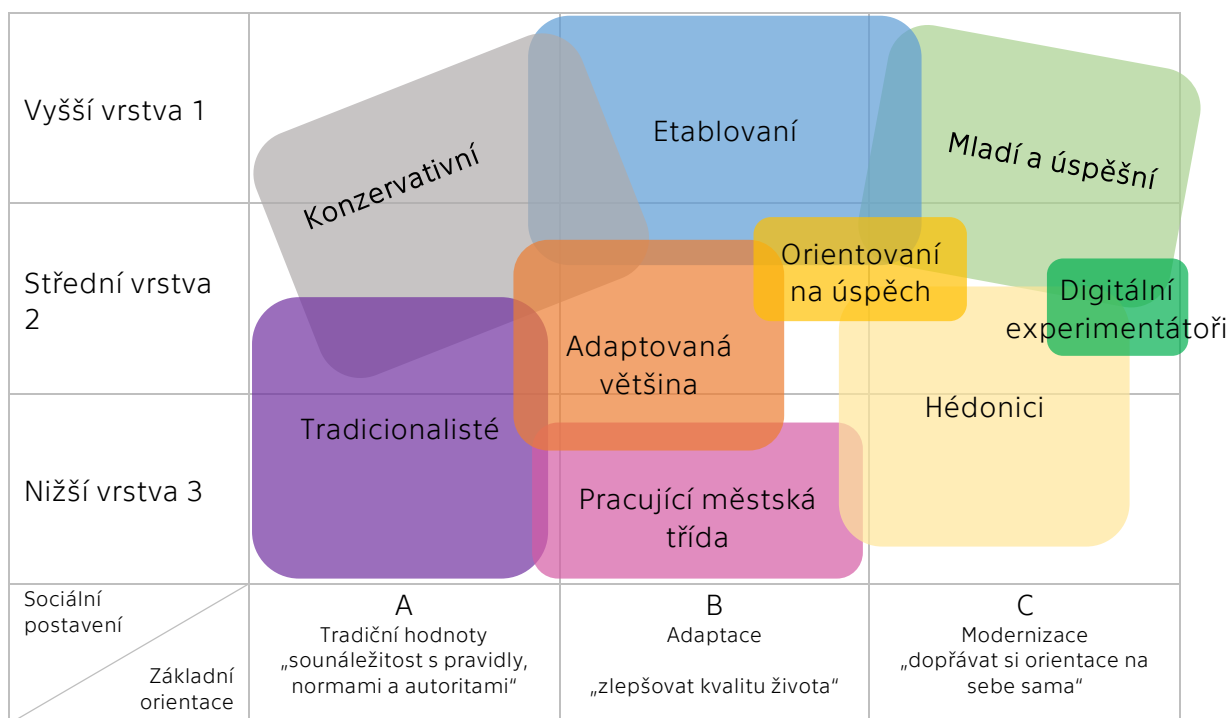 Vyšší vrstva 1
Konzervativní
Etablovaní
Mladí a úspěšní
Střední vrstva
2
Orientovaní
na úspěch
Digitální
experimentátoři
Adaptovaná
většina
Tradicionalisté
Hédonici
Nižší vrstva 3
Pracující městská
třída
Sociální
postavení
Základní
orientace
A
Tradiční hodnoty
„sounáležitost s pravidly,
normami a autoritami“
B
Adaptace
„zlepšovat kvalitu života“
C
Modernizace
„dopřávat si orientace na
sebe sama“